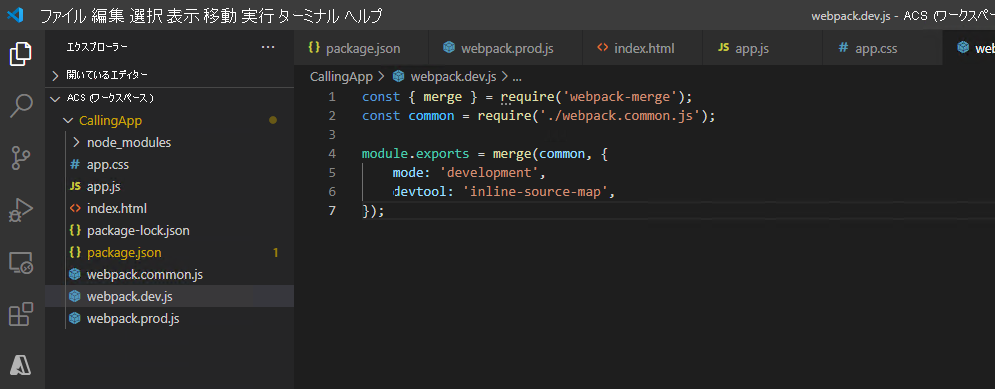 ファイル 編集 選択 表示 移動 実行 ターミナル ヘルプ
webpack.dev.js - ACS (ワークスペー
エクスプローラー
···
開いているエディター
ACS (ワークスペース)
CallingApp
node_modules
# app.css
JS app.js
<> index.html
{} package-lock.json
{} package.json 1
webpack.common.js
webpack.dev.js
webpack.prod.js
{} package.json
webpack.prod.js
<> index.html
JS app.js
# app.css
we
CallingApp > webpack.dev.js > ...
1 const { merge } = require('webpack-merge');
2 const common = require('./webpack.common.js');
3
4 module.exports = merge(common, {
5 mode: 'development',
6 devtool: 'inline-source-map',
7 });